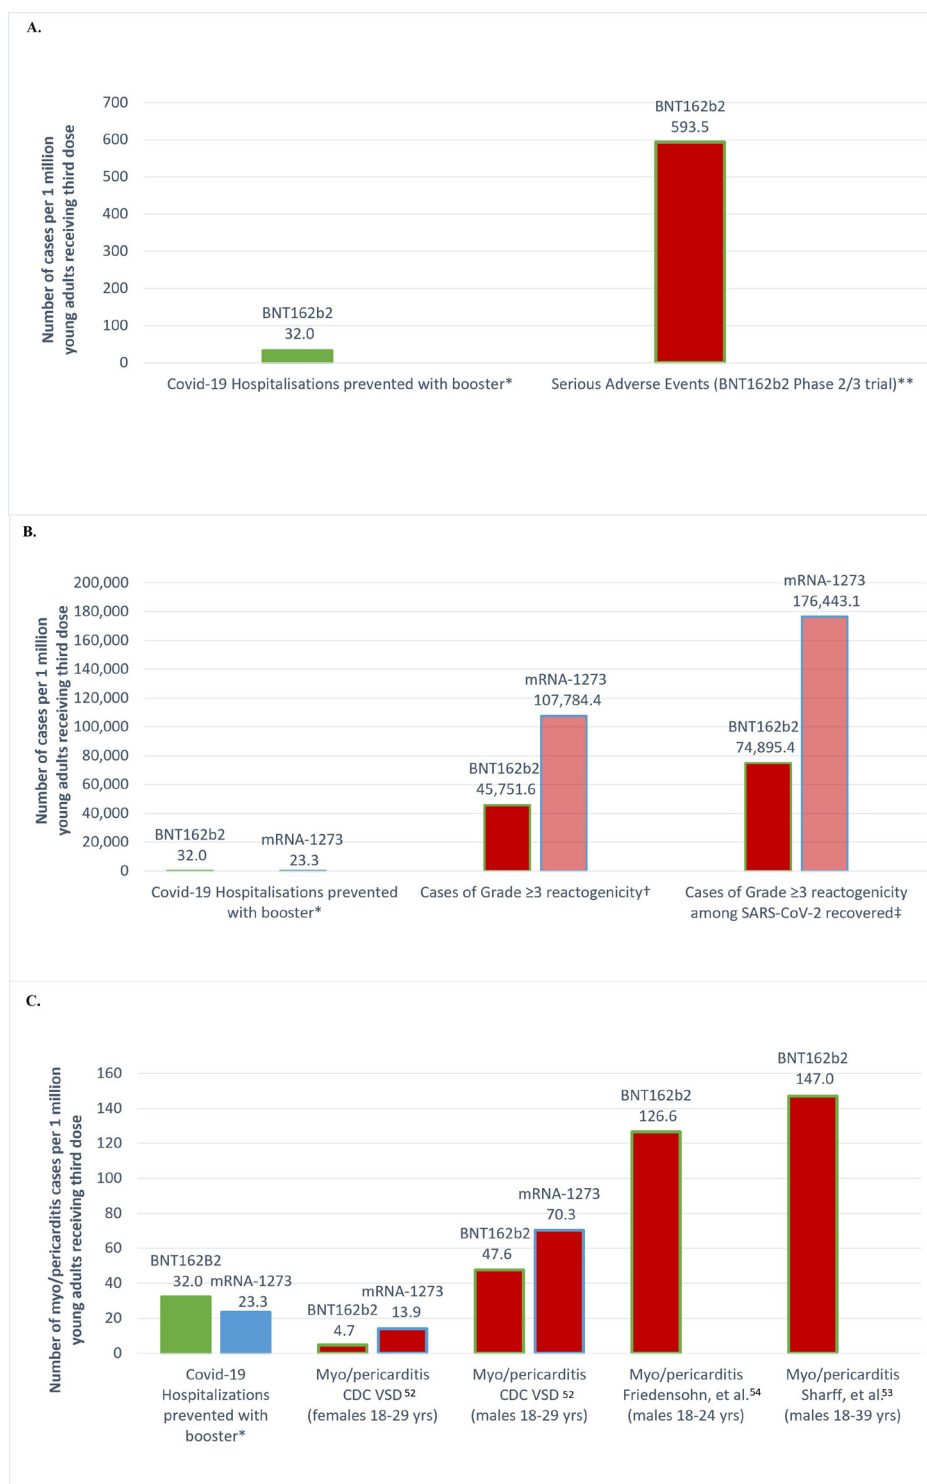 A.
Number of cases per 1 million
young adults receiving third dose
700
600
500
400
300
200
100
0
BNT162b2
593.5
BNT162b2
32.0
Covid-19 Hospitalisations prevented with booster*
Serious Adverse Events (BNT162b2 Phase 2/3 trial)**
B.
Number of cases per 1 million
young adults receiving third dose
200,000
180,000
160,000
140,000
120,000
100,000
80,000
60,000
40,000
20,000
0
mRNA-1273
176,443.1
mRNA-1273
107,784.4
BNT162b2
74,895.4
BNT162b2
45,751.6
BNT162b2
32.0
mRNA-1273
23.3
Covid-19 Hospitalisations prevented
with booster*
Cases of Grade ≥3 reactogenicity†
Cases of Grade ≥3 reactogenicity
among SARS-CoV-2 recovered‡
C.
Number of myo/pericarditis cases per 1 million
young adults receiving third dose
160
140
120
100
80
60
40
20
0
BNT162B2
32.0
mRNA-1273
23.3
BNT162b2
4.7
mRNA-1273
13.9
BNT162b2
47.6
mRNA-1273
70.3
BNT162b2
126.6
BNT162b2
147.0
Covid-19
Hospitalizations
prevented with
booster*
Myo/pericarditis
CDC VSD 52
(females 18-29 yrs)
Myo/pericarditis
CDC VSD 52
(males 18-29 yrs)
Myo/pericarditis
Friedensohn, et al.54
(males 18-24 yrs)
Myo/pericarditis
Sharff, et al.53
(males 18-39 yrs)